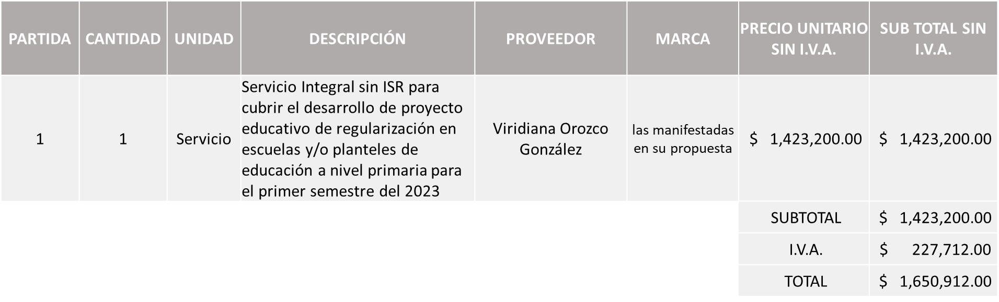 PARTIDA
CANTIDAD
UNIDAD
DESCRIPCIÓN
PROVEEDOR
MARCA
PRECIO UNITARIO
SIN I.V.A.
SUB TOTAL SIN
I.V.A.
1
1
Servicio
Servicio Integral sin ISR para
cubrir el desarrollo de proyecto
educativo de regularización en
escuelas y/o planteles de
educación a nivel primaria para
el primer semestre del 2023
Viridiana Orozco
González
las manifestadas
en su propuesta
$ 1,423,200.00
$ 1,423,200.00
SUBTOTAL
$ 1,423,200.00
I.V.A.
$ 227,712.00
TOTAL
$ 1,650,912.00